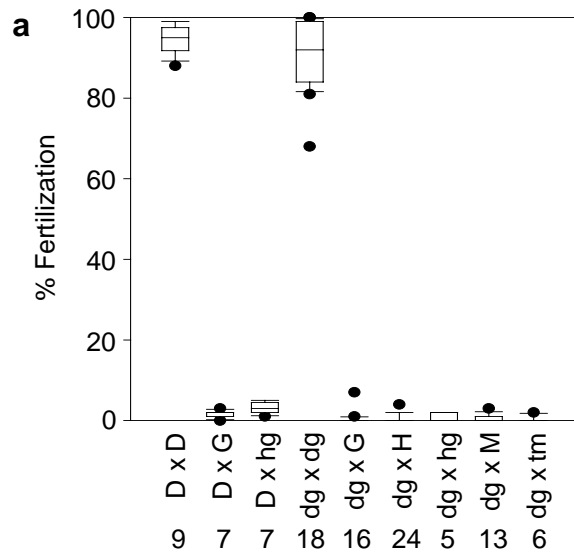 a
% Fertilization
100
80
60
40
20
0
D x D
D x G
D x hg
dg x dg
dg x G
dg x H
dg x hg
dg x M
dg x tm
9 7 7 18 16 24 5 13 6